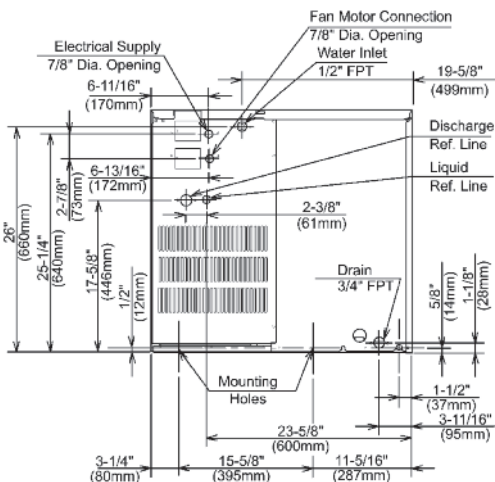 Fan Motor Connection
7/8" Dia. Opening
Electrical Supply
7/8" Dia. Opening
Water Inlet
1/2" FPT
6-11/16"
(170mm)
19-5/8"
(499mm)
Discharge
Ref. Line
Liquid
Ref. Line
6-13/16"
(172mm)
2-3/8"
(61mm)
26"
(660mm)
25-1/4"
(640mm)
2-7/8"
(73mm)
17-5/8"
(446mm)
1/2"
(12mm)
Drain
3/4" FPT
5/8"
(14mm)
1-1/8"
(28mm)
Mounting
Holes
1-1/2"
(37mm)
3-11/16"
(95mm)
23-5/8"
(600mm)
3-1/4"
(80mm)
15-5/8"
(395mm)
11-5/16"
(287mm)